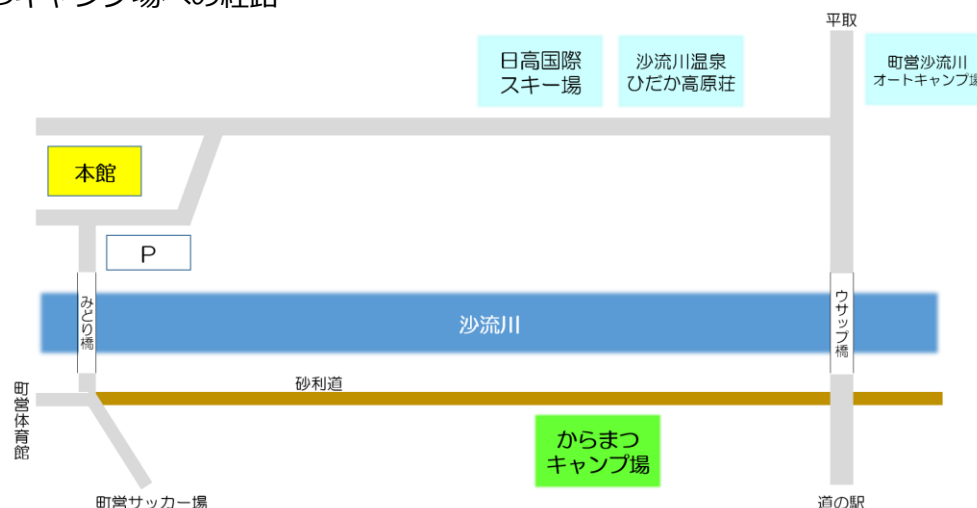 キャンプ場への経路
平取
日高国際
スキー場
沙流川温泉
ひだか高原荘
町営沙流川
オートキャンプ場
本館
P
みどり橋
沙流川
ウサップ橋
砂利道
町営体育館
からまつ
キャンプ場
町営サッカー場
道の駅